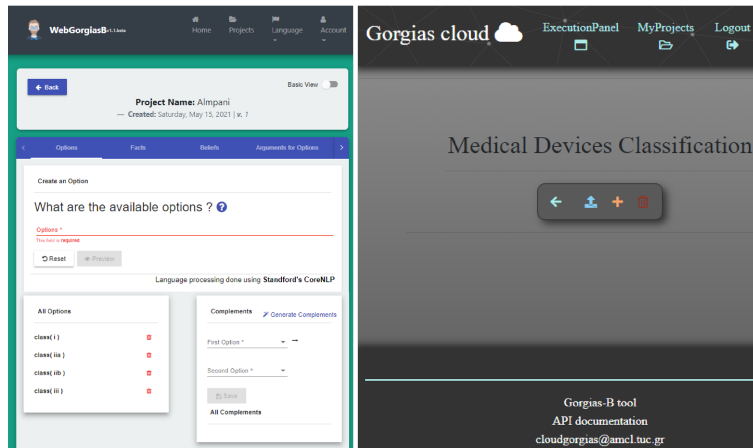 WebGorgiasB v1.1.beta
Home
Projects
Language
Account
Back
Basic View
Project Name: Almpani
— Created: Saturday, May 15, 2021 | v. 7
Options
Facts
Beliefs
Arguments for Options
Create an Option
What are the available options ?
Options *
This field is required
Reset
Preview
Language processing done using Standford's CoreNLP
All Options
class( i )
class( iia )
class( iib )
class( iii )
Complements
Generate Complements
First Option *
Second Option *
Save
All Complements
Gorgias cloud
ExecutionPanel
MyProjects
Logout
Medical Devices Classification
Gorgias-B tool
API documentation
cloudgorgias@amcl.tuc.gr